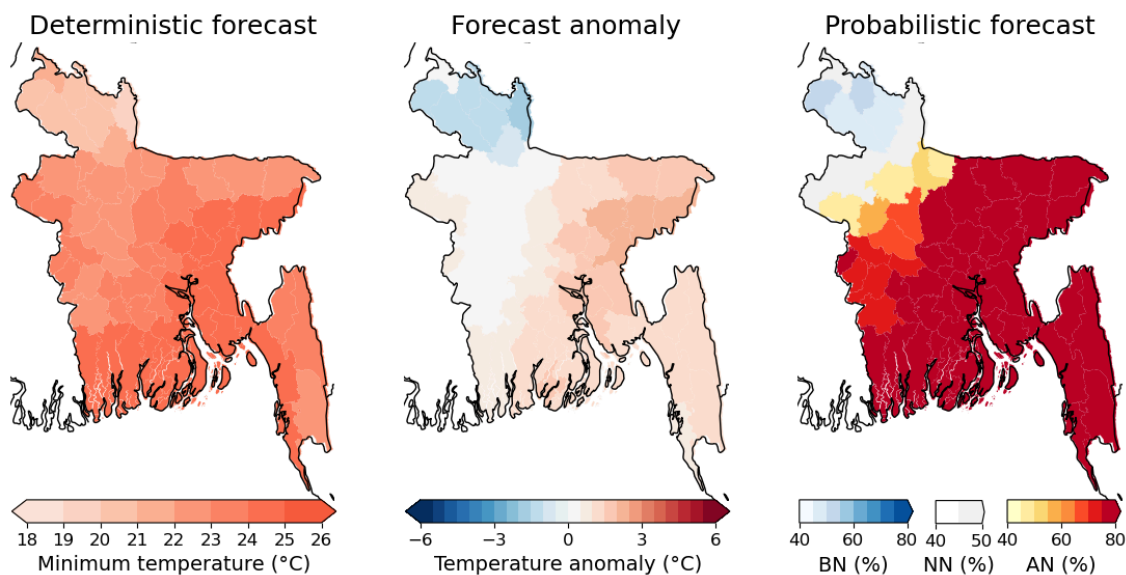 Deterministic forecast
Forecast anomaly
Probabilistic forecast
18 19 20 21 22 23 24 25 26
Minimum temperature (°C)
−6 −3 0 3 6
Temperature anomaly (°C)
40 60 80
BN (%)
40 50
NN (%)
40 60 80
AN (%)